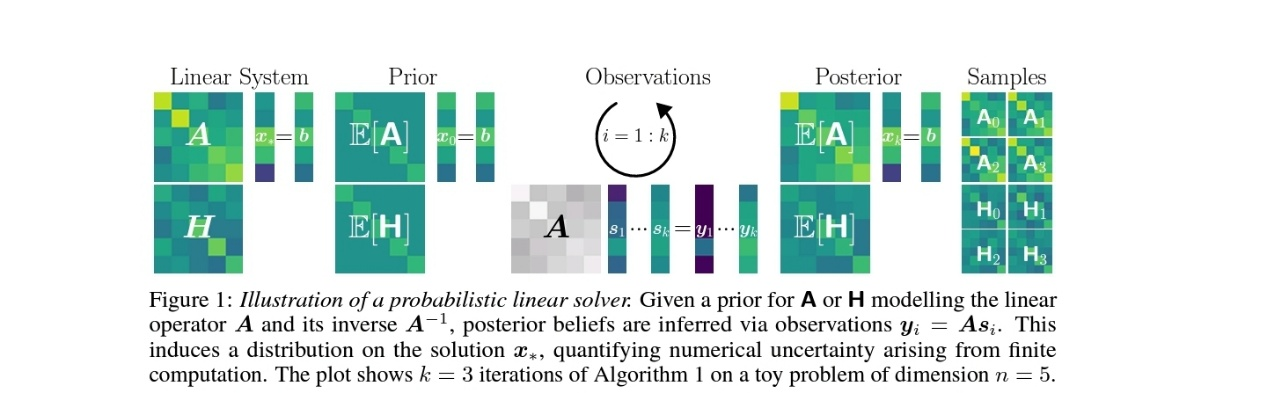 Linear System Prior Observations Posterior Samples
A x* = b E[A] x0 = b i = 1 : k E[A] xk = b A0 A1
A2 A3
H E[H] A s1 ··· sk = y1 ··· yk E[H] H0 H1
H2 H3
Figure 1: Illustration of a probabilistic linear solver. Given a prior for A or H modelling the linear
operator A and its inverse A⁻¹, posterior beliefs are inferred via observations yi = Asi. This
induces a distribution on the solution x*, quantifying numerical uncertainty arising from finite
computation. The plot shows k = 3 iterations of Algorithm 1 on a toy problem of dimension n = 5.